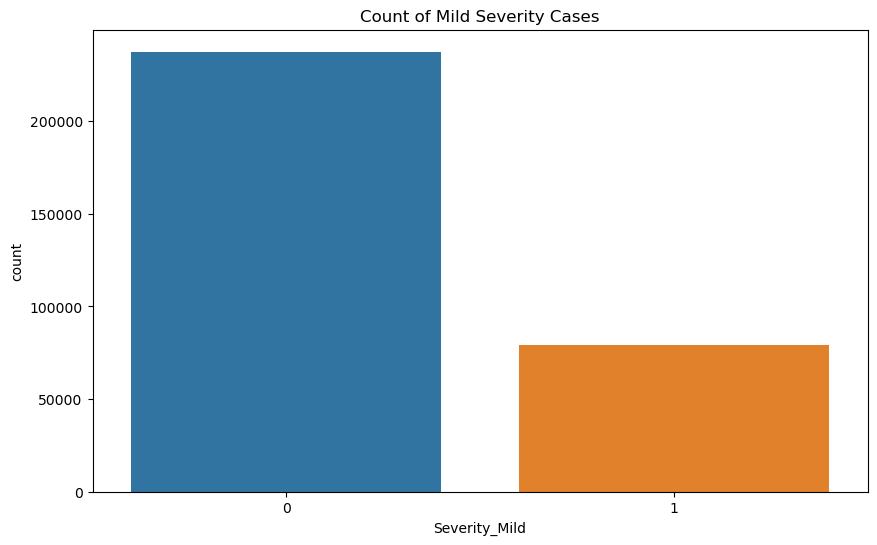 Count of Mild Severity Cases
200000
150000
100000
50000
0
count
0 1
Severity_Mild